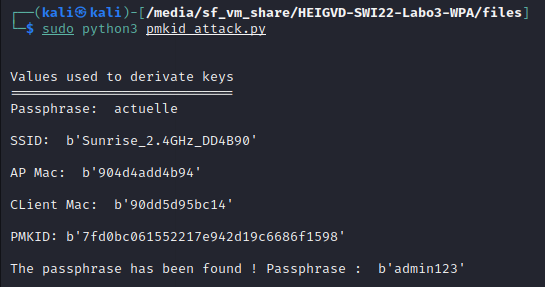 ┌──(kali㉿kali)-[/media/sf_vm_share/HEIGVD-SWI22-Labo3-WPA/files]
└─$ sudo python3 pmkid_attack.py
Values used to derivate keys
============================
Passphrase:  actuelle
SSID:  b'Sunrise_2.4GHz_DD4B90'
AP Mac:  b'904d4add4b94'
CLient Mac:  b'90dd5d95bc14'
PMKID: b'7fd0bc061552217e942d19c6686f1598'
The passphrase has been found ! Passphrase :  b'admin123'